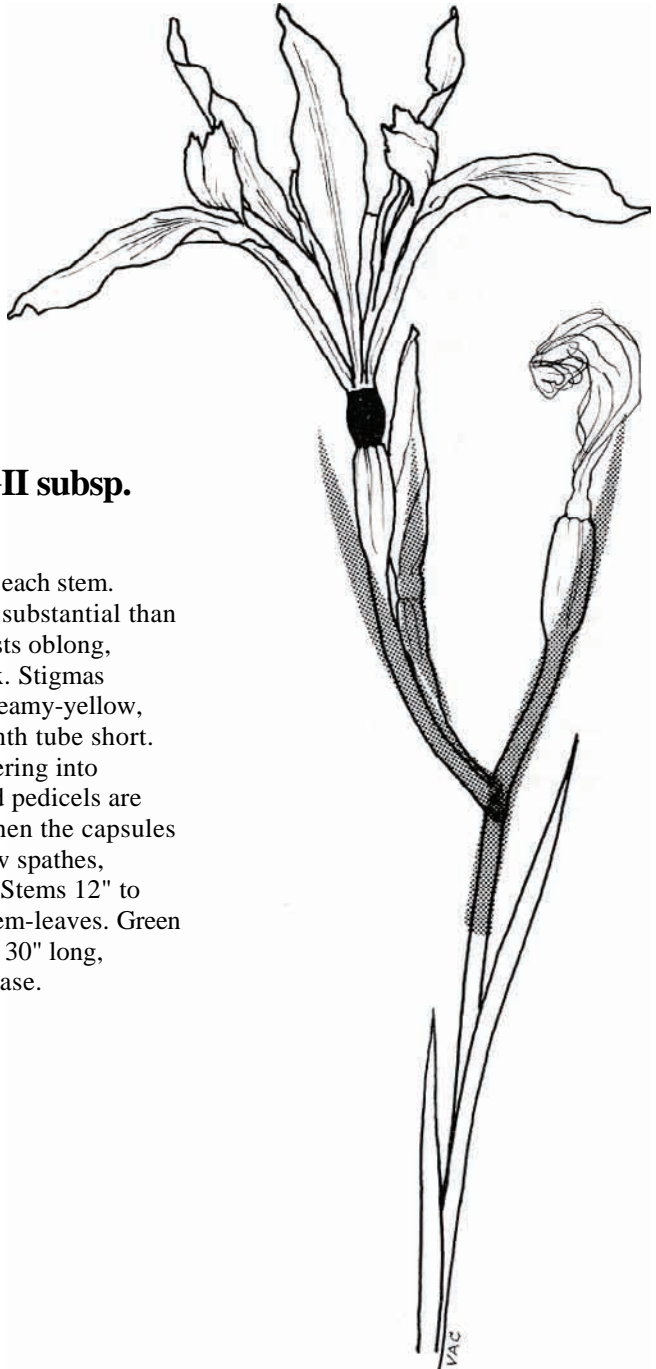 II subsp.
each stem.
substantial than
sts oblong,
Stigmas
eamy-yellow,
nth tube short.
ering into
d pedicels are
hen the capsules
w spathes,
Stems 12" to
em-leaves. Green
30" long,
ase.
VAC